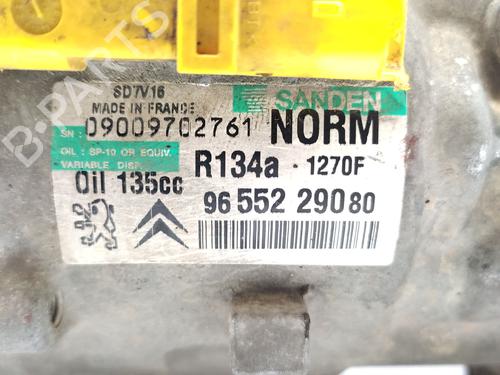 SD7V16
MADE IN FRANCE
SANDEN
SN : 09009702761
NORM
OIL : SP-10 OR EQUIV.
VARIABLE DISP.
R134a - 1270F
Oil 135cc
96 552 290 80
B-PARTS